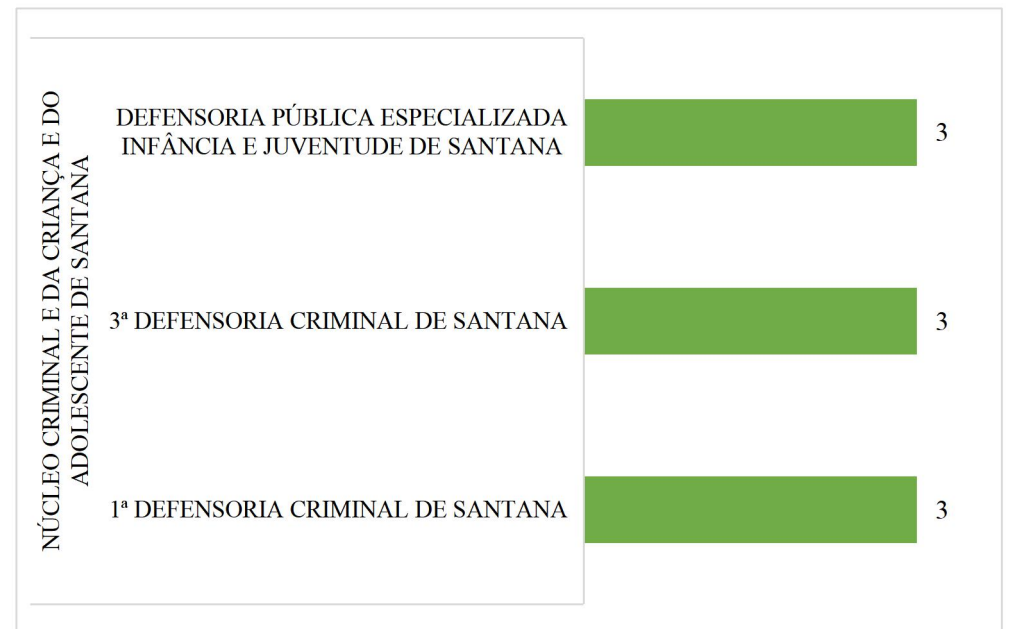 NÚCLEO CRIMINAL E DA CRIANÇA E DO
ADOLESCENTE DE SANTANA
DEFENSORIA PÚBLICA ESPECIALIZADA
INFÂNCIA E JUVENTUDE DE SANTANA
3
3ª DEFENSORIA CRIMINAL DE SANTANA
3
1ª DEFENSORIA CRIMINAL DE SANTANA
3